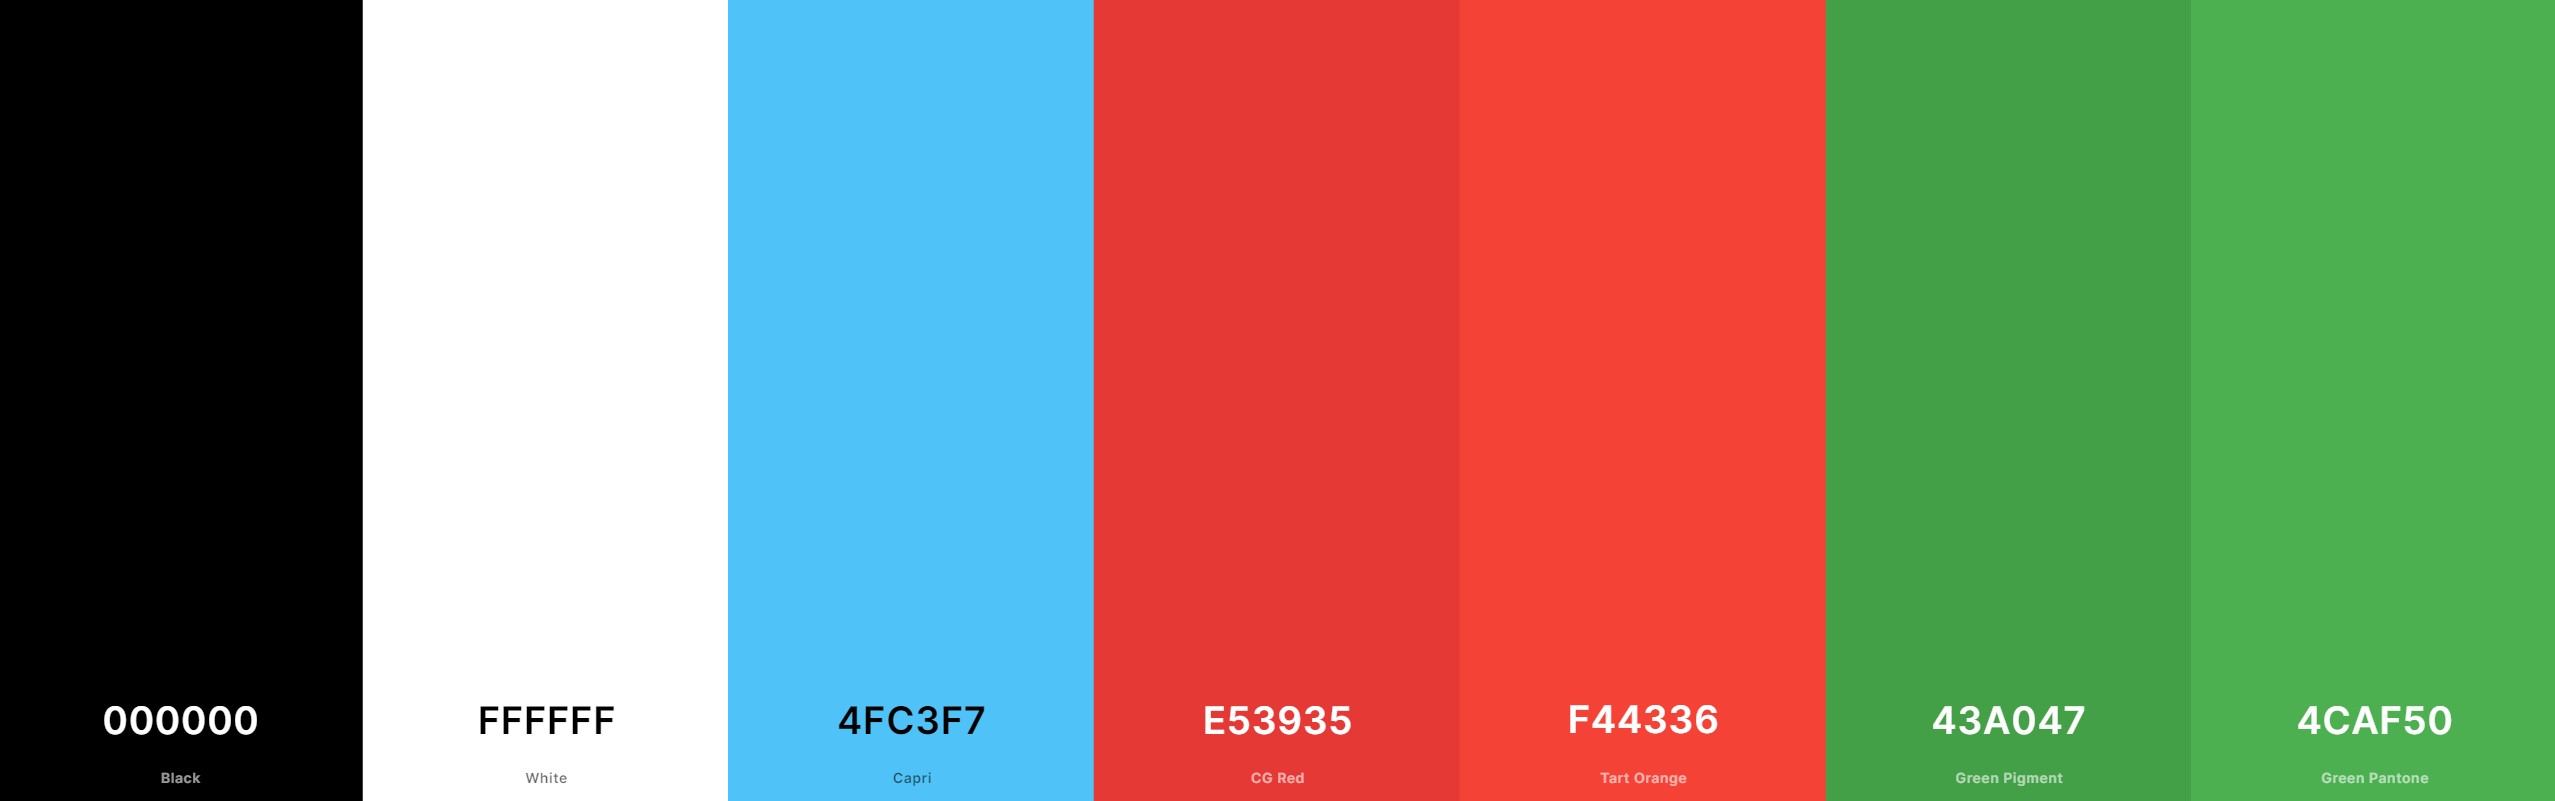 000000
Black
FFFFFF
White
4FC3F7
Capri
E53935
CG Red
F44336
Tart Orange
43A047
Green Pigment
4CAF50
Green Pantone